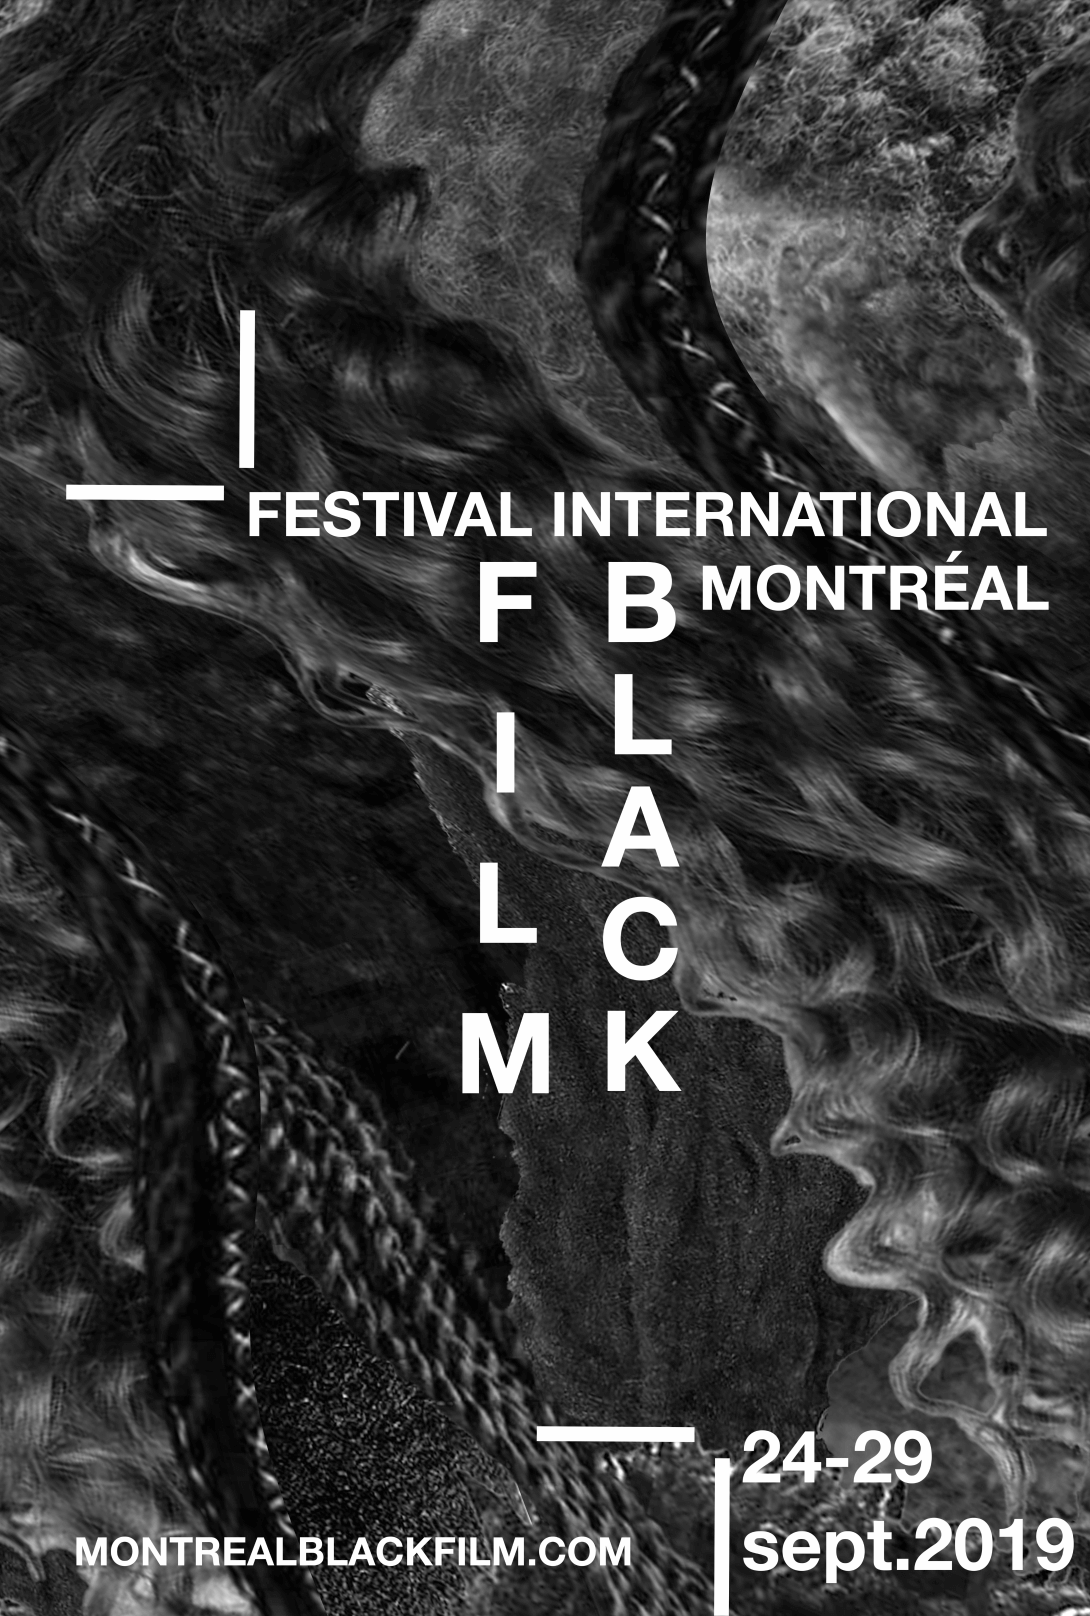 FESTIVAL INTERNATIONAL
MONTRÉAL
FILM
BLACK
24-29
sept.2019
MONTREALBLACKFILM.COM